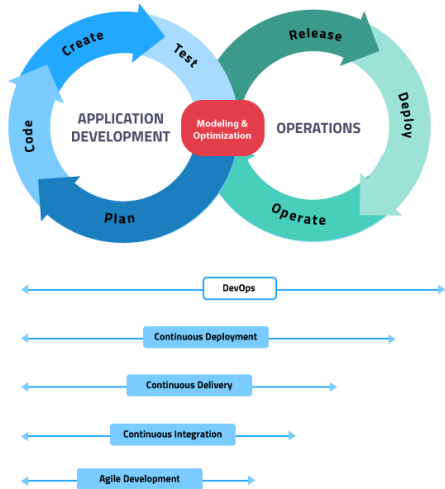 Create
Test
Release
Code
APPLICATION
DEVELOPMENT
Modeling &
Optimization
OPERATIONS
Deploy
Plan
Operate
DevOps
Continuous Deployment
Continuous Delivery
Continuous Integration
Agile Development